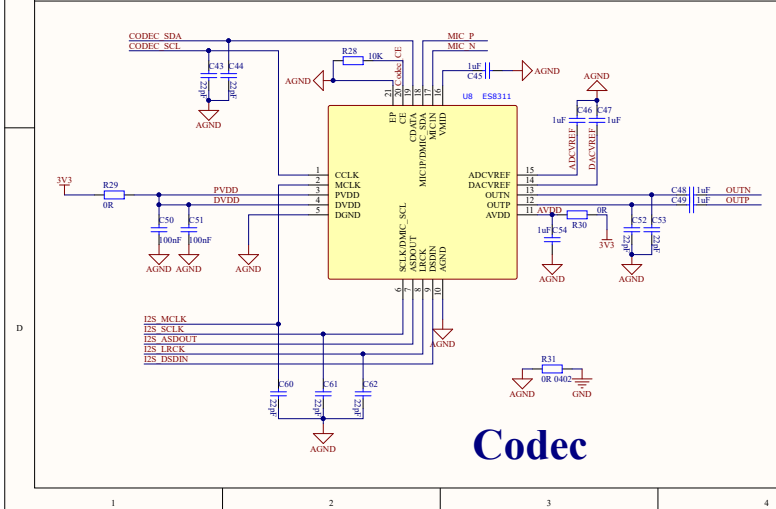 CODEC_SDA
CODEC_SCL
C43
C44
22pF
22pF
AGND
R28
10K
AGND
Codec_CE
MIC_P
MIC_N
1uF
C45
AGND
U8 ES8311
AGND
C46
C47
1uF
1uF
ADCVREF
DACVREF
21
20
19
18
17
16
EP
CE
CDATA
MICIP/DMIC_SDA
MICIN
VMID
1
2
3
4
5
CCLK
MCLK
PVDD
DVDD
DGND
ADCVREF
DACVREF
OUTN
OUTP
AVDD
15
14
13
12
11
3V3
R29
0R
PVDD
DVDD
C50
C51
100nF
100nF
AGND
AGND
AGND
C48
1uF
OUTN
C49
1uF
OUTP
AVDD
0R
R30
3V3
1uF
C54
AGND
C52
C53
22pF
22pF
AGND
SCLK/DMIC_SCL
ASDOUT
LRCK
DSDIN
AGND
6
7
8
9
10
AGND
D
I2S_MCLK
I2S_SCLK
I2S_ASDOUT
I2S_LRCK
I2S_DSDIN
C60
C61
C62
22pF
22pF
22pF
AGND
R31
0R 0402
AGND
GND
Codec
1
2
3
4